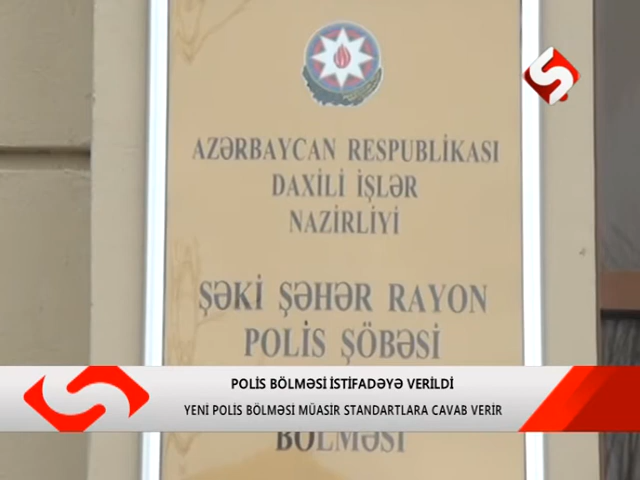 AZƏRBAYCAN RESPUBLİKASI
DAXİLİ İŞLƏR
NAZİRLİYİ
ŞƏKİ ŞƏHƏR RAYON
POLİS ŞÖBƏSİ
POLİS BÖLMƏSİ İSTİFADƏYƏ VERİLDİ
YENİ POLİS BÖLMƏSİ MÜASİR STANDARTLARA CAVAB VERİR
BÖLMƏSİ